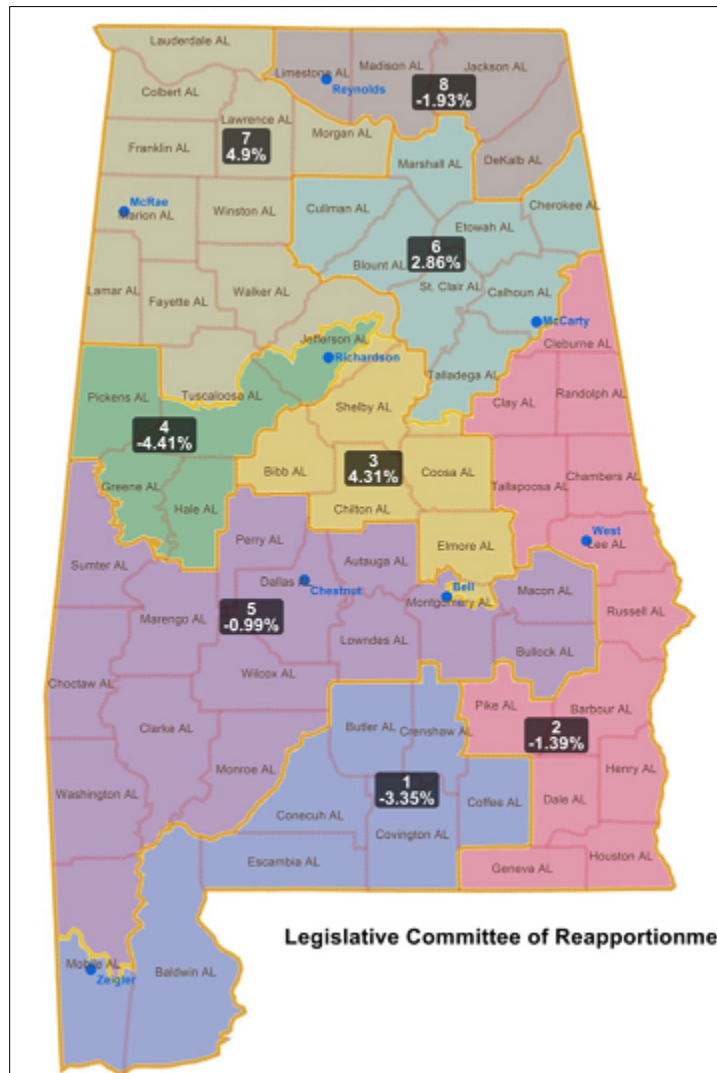 Lauderdale AL
Limestone AL
Madison AL
Jackson AL
Reynolds
8
-1.93%
Colbert AL
Lawrence AL
Morgan AL
7
4.9%
Franklin AL
Marshall AL
DeKalb AL
McRae
Marion AL
Winston AL
Cullman AL
Cherokee AL
Etowah AL
6
2.86%
Blount AL
St. Clair AL
Calhoun AL
Lamar AL
Fayette AL
Walker AL
McCarty
Jefferson AL
Richardson
Cleburne AL
Talladega AL
Pickens AL
Tuscaloosa AL
Shelby AL
Clay AL
Randolph AL
4
-4.41%
Bibb AL
3
4.31%
Coosa AL
Tallapoosa AL
Chambers AL
Greene AL
Hale AL
Chilton AL
West
Lee AL
Perry AL
Elmore AL
Sumter AL
Autauga AL
Dallas AL
Chestnut
Bell
Montgomery AL
Macon AL
5
-0.99%
Marengo AL
Lowndes AL
Russell AL
Bullock AL
Choctaw AL
Wilcox AL
Clarke AL
Butler AL
Crenshaw AL
Pike AL
Barbour AL
2
-1.39%
Monroe AL
Washington AL
1
-3.35%
Henry AL
Conecuh AL
Coffee AL
Dale AL
Covington AL
Escambia AL
Geneva AL
Houston AL
Legislative Committee of Reapportionme
Mobile AL
Zeigler
Baldwin AL